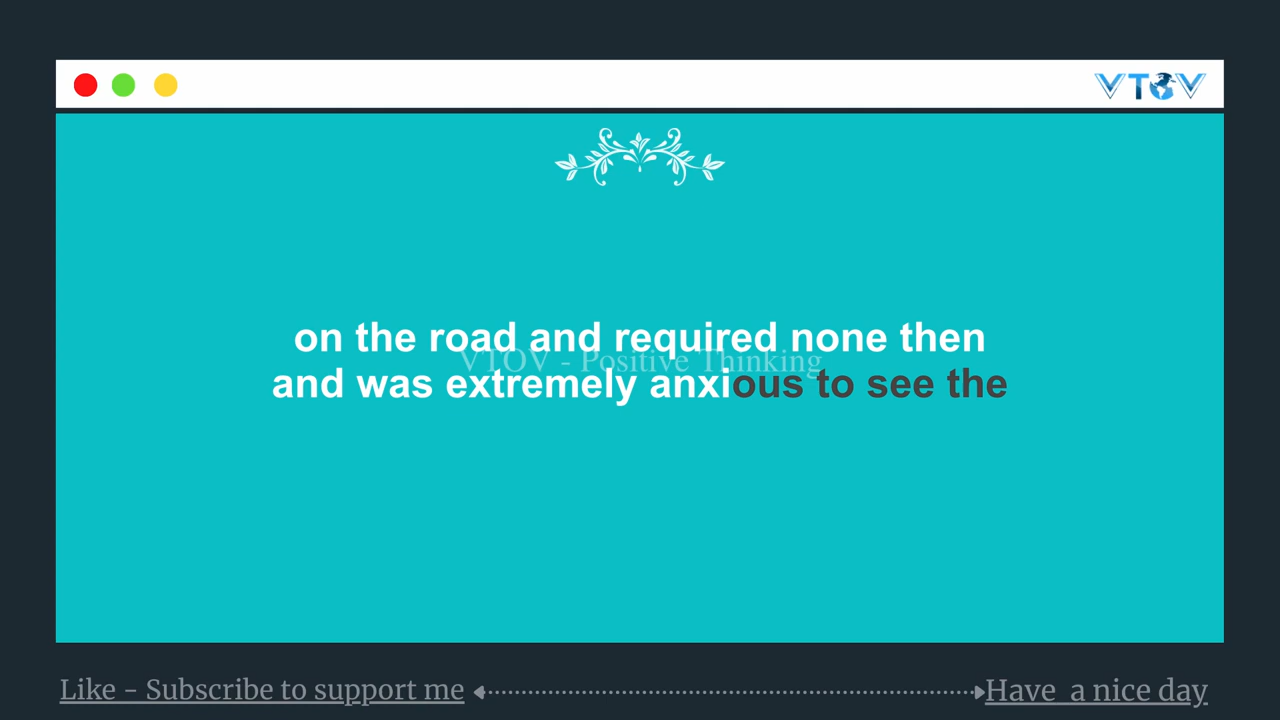 VTOV
on the road and required none then
VTOV - Positive Thinking
and was extremely anxious to see the
Like - Subscribe to support me
Have a nice day